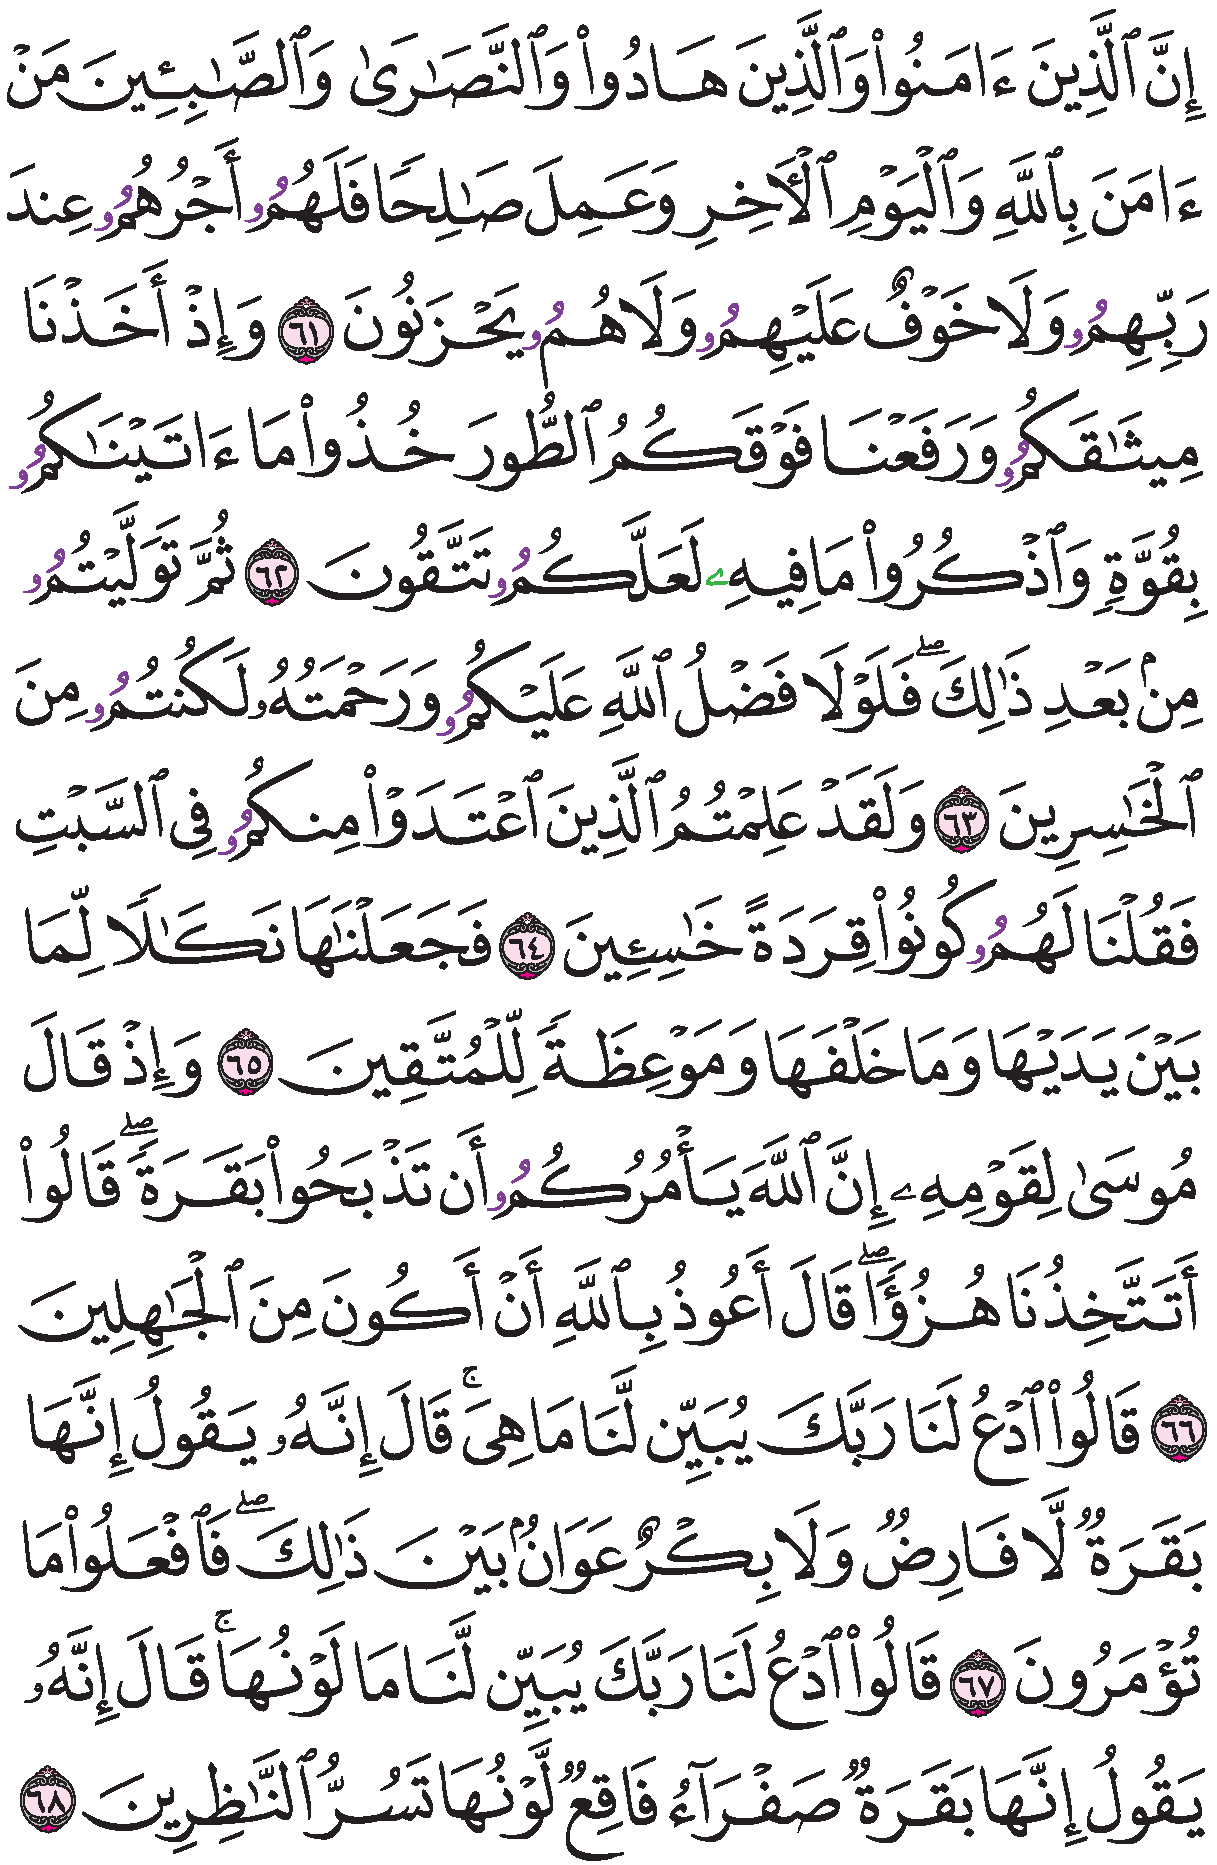 إِنَّ ٱلَّذِينَ ءَامَنُواْ وَٱلَّذِينَ هَادُواْ وَٱلنَّصَٰرَىٰ وَٱلصَّٰبِـِٔينَ مَنْ
ءَامَنَ بِٱللَّهِ وَٱلْيَوْمِ ٱلْأٓخِرِ وَعَمِلَ صَٰلِحًا فَلَهُمُۥ أَجْرُهُمُۥ عِندَ
رَبِّهِمُۥ وَلَا خَوْفٌ عَلَيْهِمُۥ وَلَا هُمُۥ يَحْزَنُونَ ٦١ وَإِذْ أَخَذْنَا
مِيثَٰقَكُمُۥ وَرَفَعْنَا فَوْقَكُمُ ٱلطُّورَ خُذُواْ مَا ءَاتَيْنَٰكُمُۥ
بِقُوَّةٍ وَٱذْكُرُواْ مَا فِيهِۦ لَعَلَّكُمُۥ تَتَّقُونَ ٦٢ ثُمَّ تَوَلَّيْتُمُۥ
مِنۢ بَعْدِ ذَٰلِكَۖ فَلَوْلَا فَضْلُ ٱللَّهِ عَلَيْكُمُۥ وَرَحْمَتُهُۥ لَكُنتُمُۥ مِنَ
ٱلْخَٰسِرِينَ ٦٣ وَلَقَدْ عَلِمْتُمُ ٱلَّذِينَ ٱعْتَدَوْاْ مِنكُمُۥ فِي ٱلسَّبْتِ
فَقُلْنَا لَهُمُۥ كُونُواْ قِرَدَةً خَٰسِـِٔينَ ٦٤ فَجَعَلْنَٰهَا نَكَٰلًا لِّمَا
بَيْنَ يَدَيْهَا وَمَا خَلْفَهَا وَمَوْعِظَةً لِّلْمُتَّقِينَ ٦٥ وَإِذْ قَالَ
مُوسَىٰ لِقَوْمِهِۦ إِنَّ ٱللَّهَ يَأْمُرُكُمُۥ أَن تَذْبَحُواْ بَقَرَةًۖ قَالُواْ
أَتَتَّخِذُنَا هُزُؤًاۖ قَالَ أَعُوذُ بِٱللَّهِ أَنْ أَكُونَ مِنَ ٱلْجَٰهِلِينَ
٦٦ قَالُواْ ٱدْعُ لَنَا رَبَّكَ يُبَيِّن لَّنَا مَا هِيَۚ قَالَ إِنَّهُۥ يَقُولُ إِنَّهَا
بَقَرَةٌ لَّا فَارِضٌ وَلَا بِكْرٌ عَوَانٌۢ بَيْنَ ذَٰلِكَۖ فَٱفْعَلُواْ مَا
تُؤْمَرُونَ ٦٧ قَالُواْ ٱدْعُ لَنَا رَبَّكَ يُبَيِّن لَّنَا مَا لَوْنُهَاۚ قَالَ إِنَّهُۥ
يَقُولُ إِنَّهَا بَقَرَةٌ صَفْرَآءُ فَاقِعٌ لَّوْنُهَا تَسُرُّ ٱلنَّٰظِرِينَ ٦٨